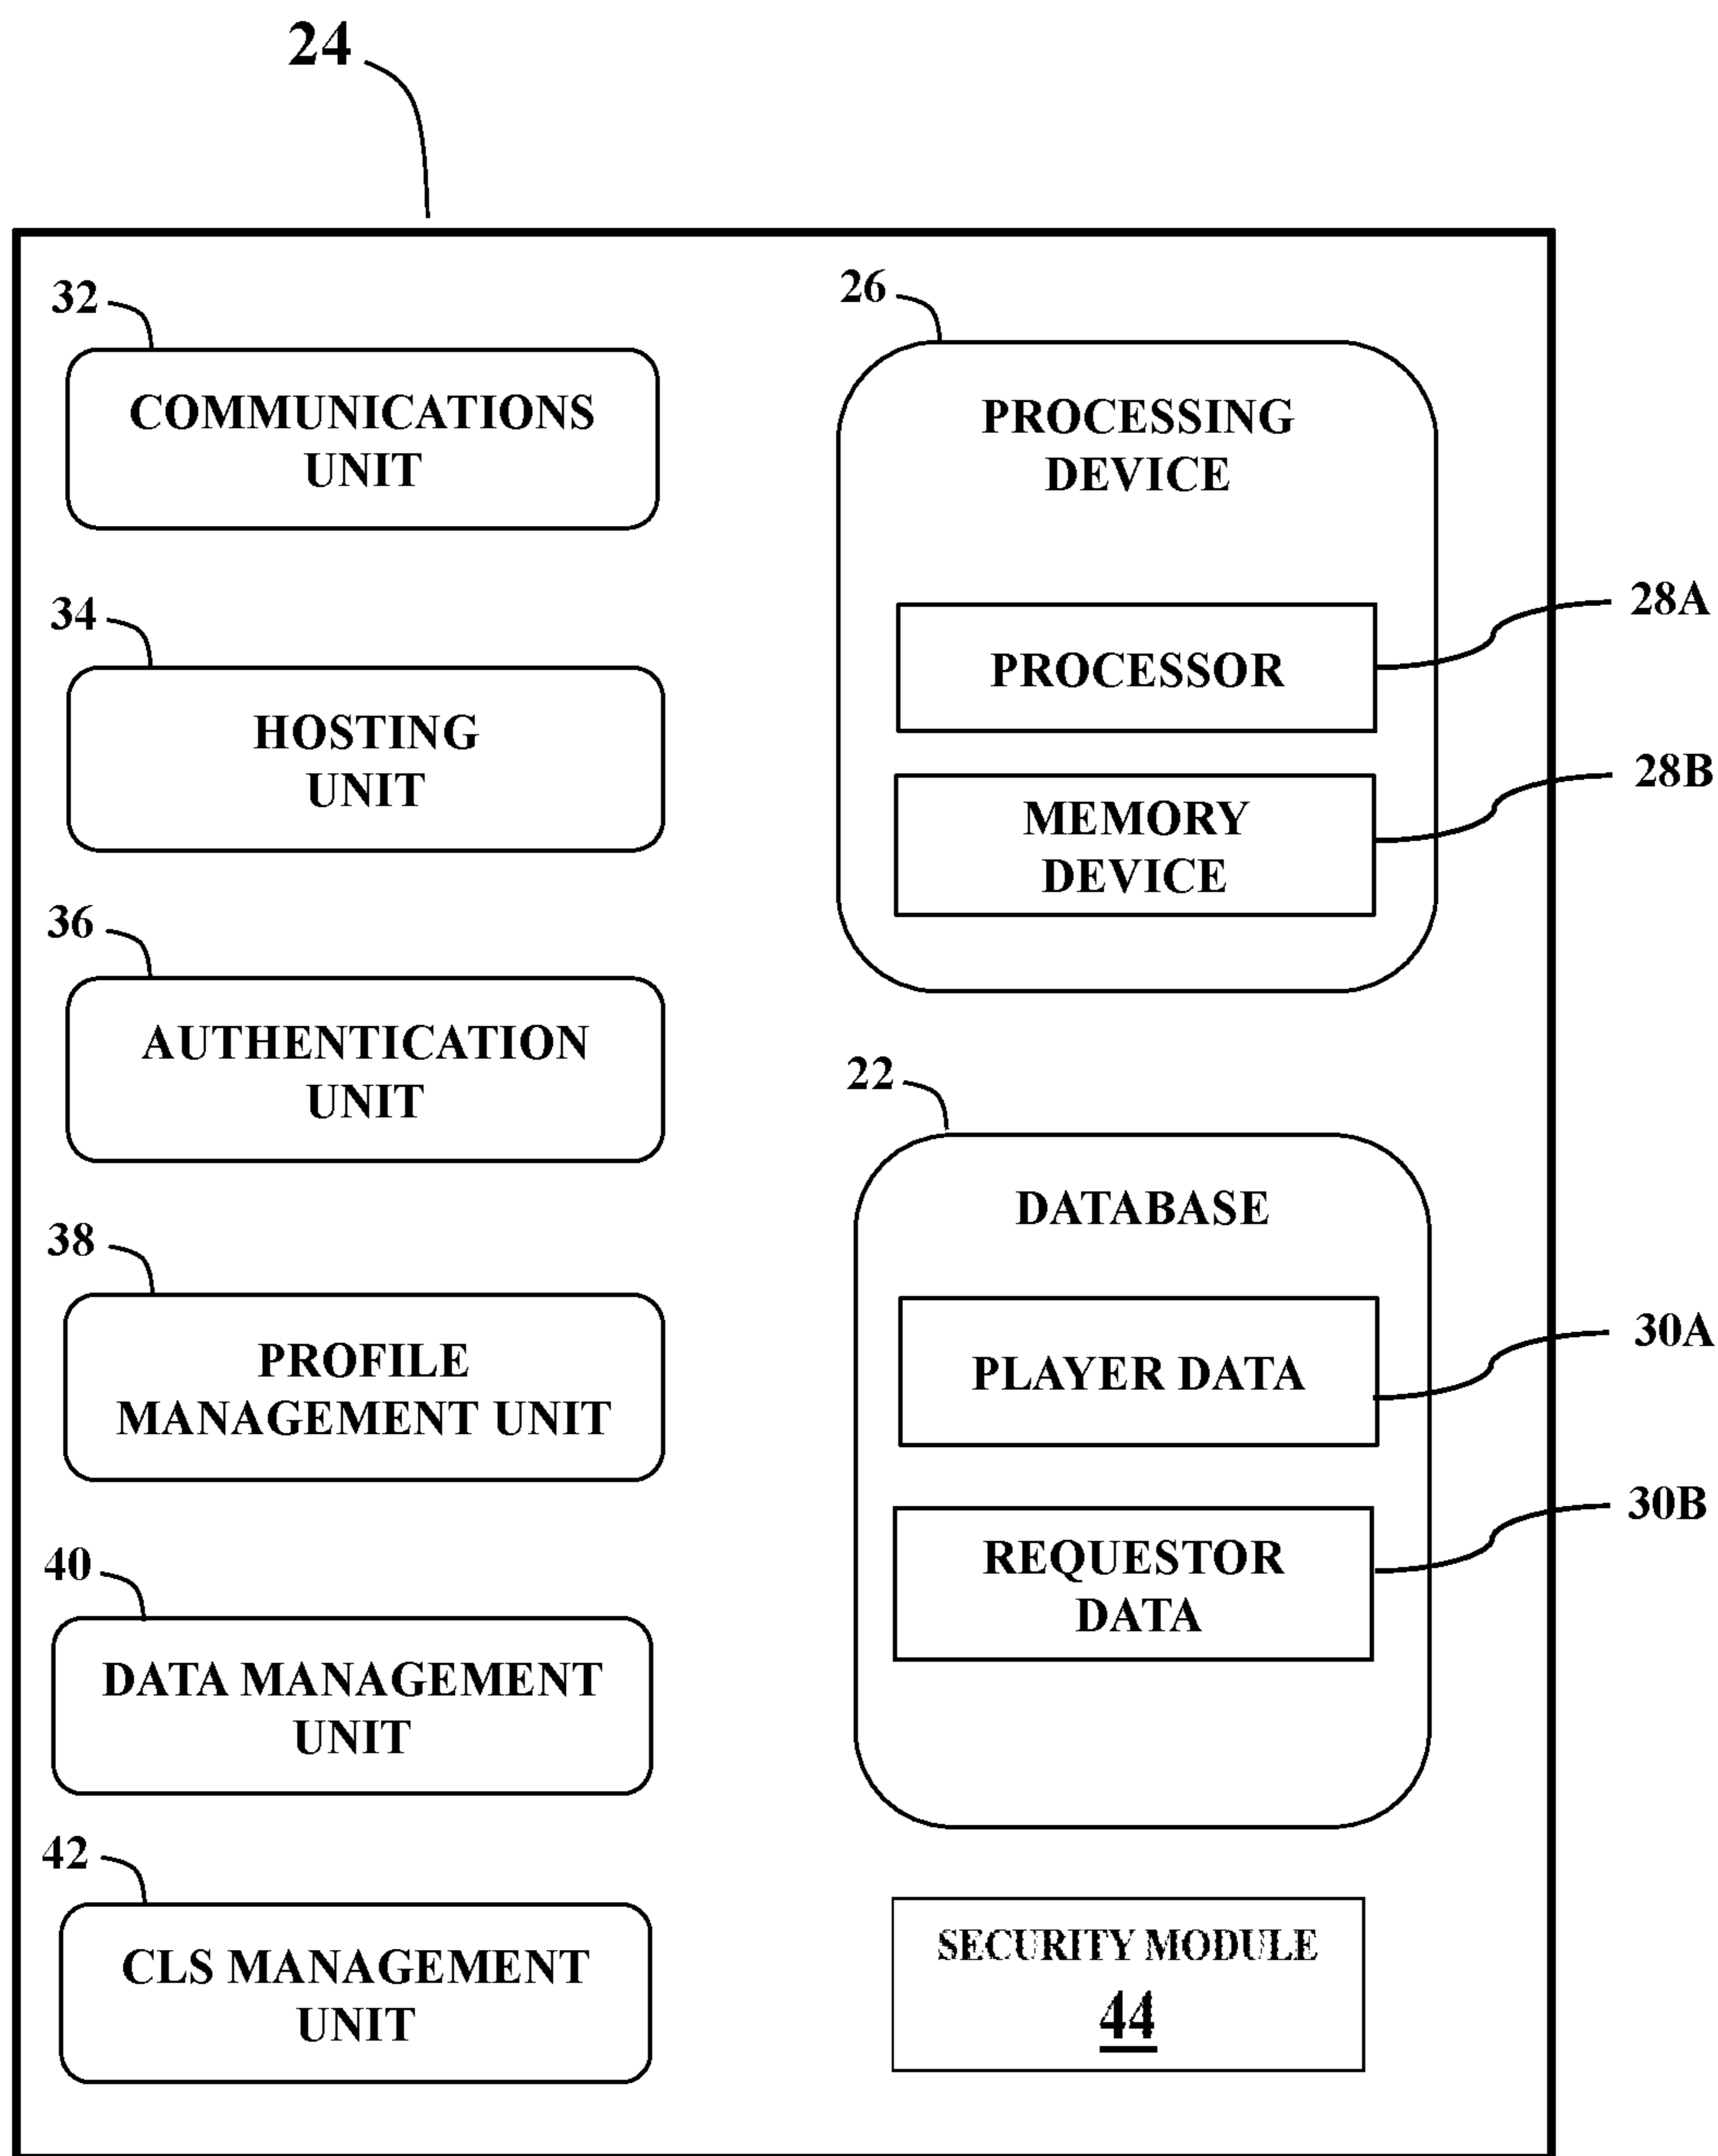 24
32
COMMUNICATIONS
UNIT
34
HOSTING
UNIT
36
AUTHENTICATION
UNIT
38
PROFILE
MANAGEMENT UNIT
40
DATA MANAGEMENT
UNIT
42
CLS MANAGEMENT
UNIT
26
PROCESSING
DEVICE
PROCESSOR
28A
MEMORY
DEVICE
28B
22
DATABASE
PLAYER DATA
30A
REQUESTOR
DATA
30B
SECURITY MODULE
44